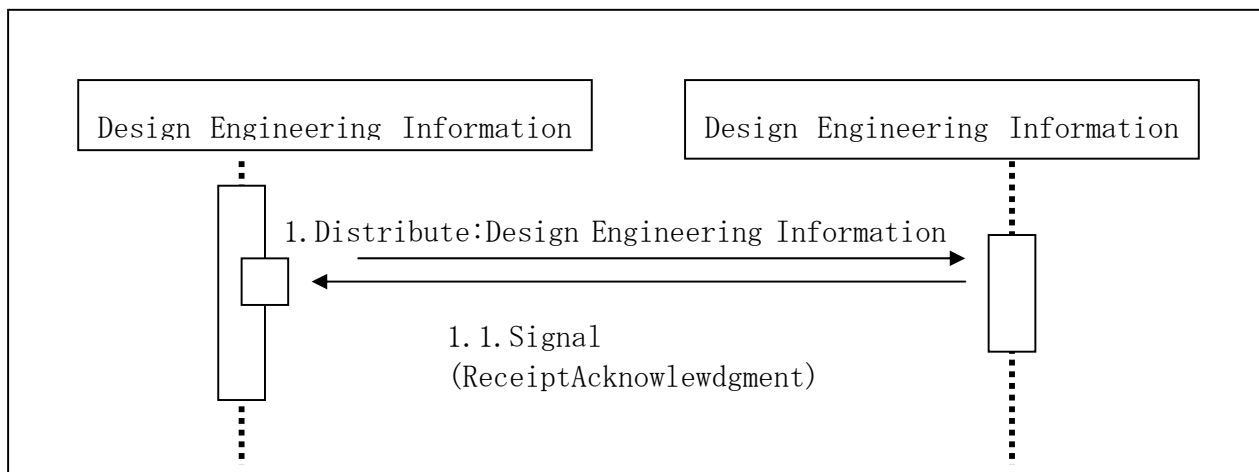 Design Engineering Information
Design Engineering Information
1.Distribute:Design Engineering Information
1.1.Signal
(ReceiptAcknowlewdgment)